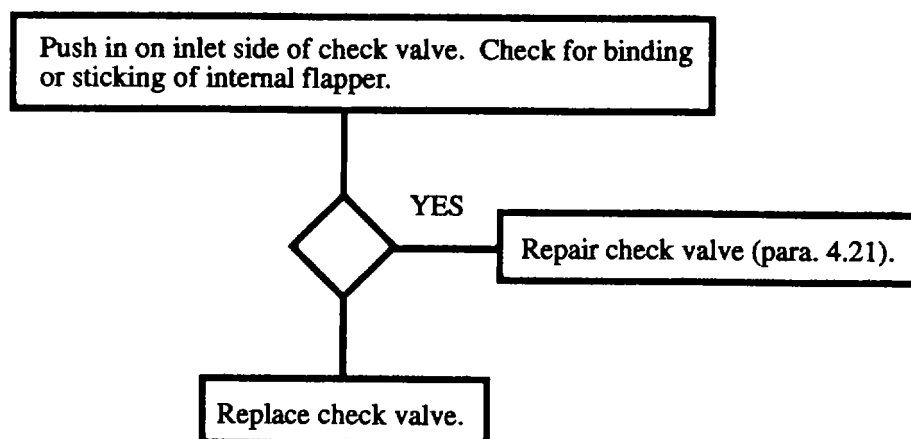 Push in on inlet side of check valve. Check for binding
or sticking of internal flapper.
YES
Repair check valve (para. 4.21).
Replace check valve.